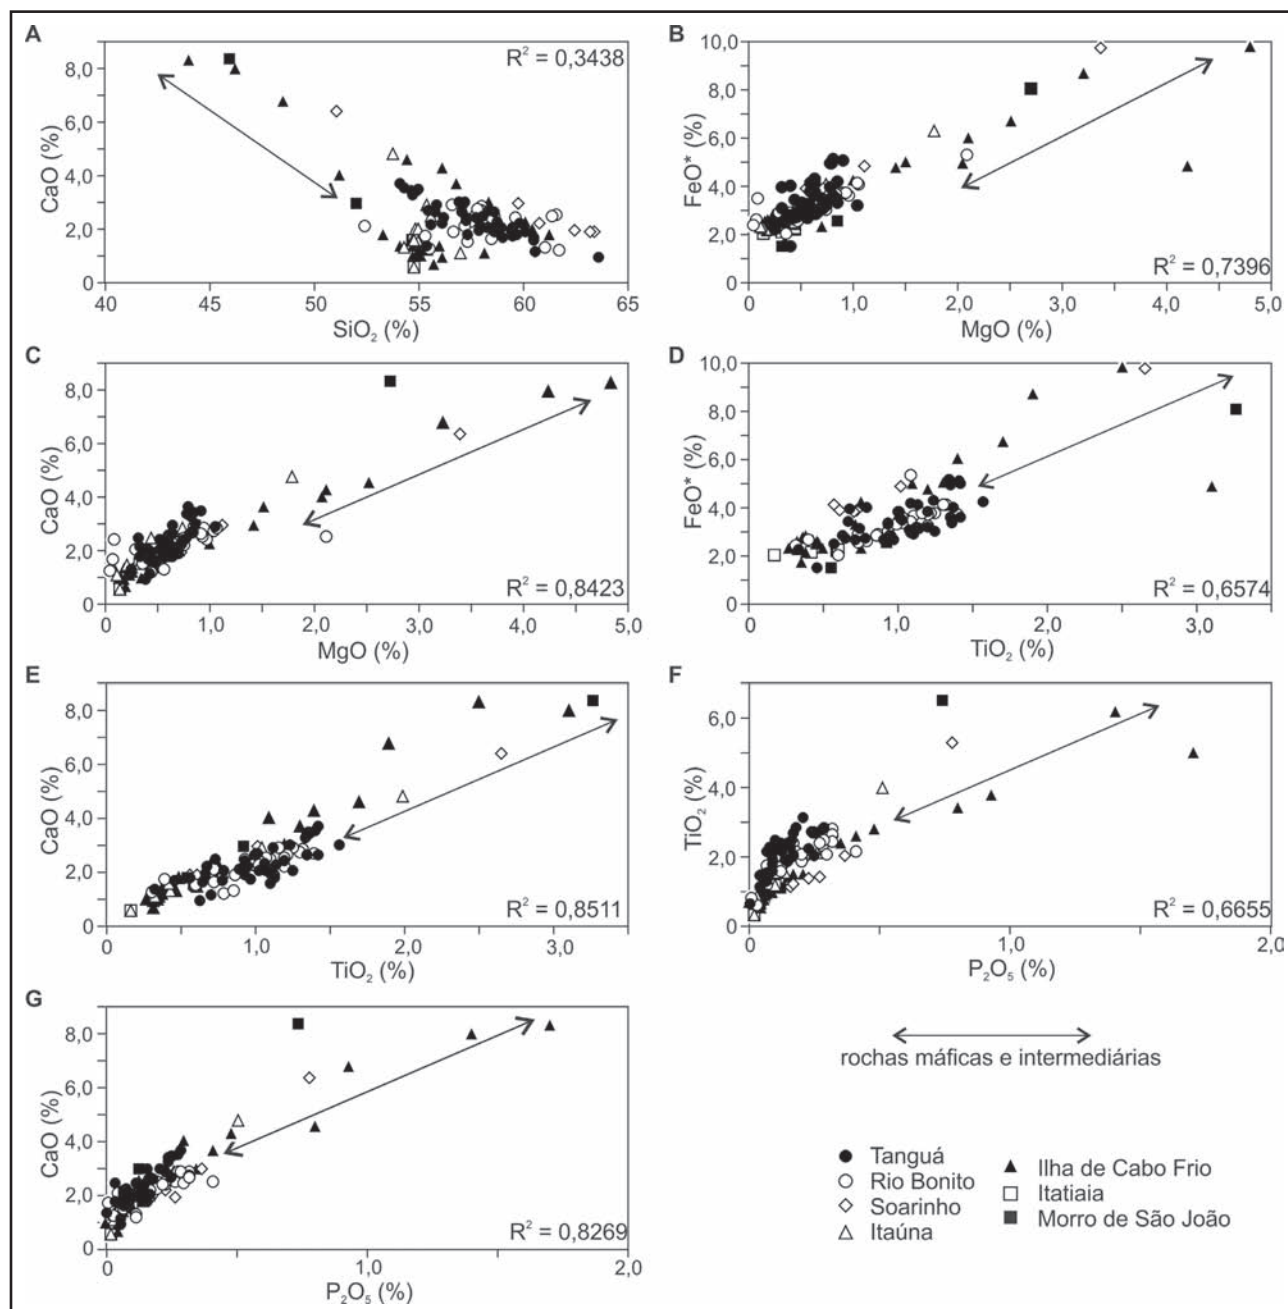 A
R² = 0,3438
8,0
6,0
4,0
2,0
0
CaO (%)
40 45 50 55 60 65
SiO₂ (%)
B
10,0
8,0
6,0
4,0
2,0
0
FeO* (%)
R² = 0,7396
0 1,0 2,0 3,0 4,0 5,0
MgO (%)
C
8,0
6,0
4,0
2,0
0
CaO (%)
R² = 0,8423
0 1,0 2,0 3,0 4,0 5,0
MgO (%)
D
10,0
8,0
6,0
4,0
2,0
0
FeO* (%)
R² = 0,6574
0 1,0 2,0 3,0
TiO₂ (%)
E
8,0
6,0
4,0
2,0
0
CaO (%)
R² = 0,8511
0 1,0 2,0 3,0
TiO₂ (%)
F
6,0
4,0
2,0
0
TiO₂ (%)
R² = 0,6655
0 1,0 2,0
P₂O₅ (%)
G
8,0
6,0
4,0
2,0
0
CaO (%)
R² = 0,8269
0 1,0 2,0
P₂O₅ (%)
rochas máficas e intermediárias
Tanguá
Rio Bonito
Soarinho
Itaúna
Ilha de Cabo Frio
Itatiaia
Morro de São João